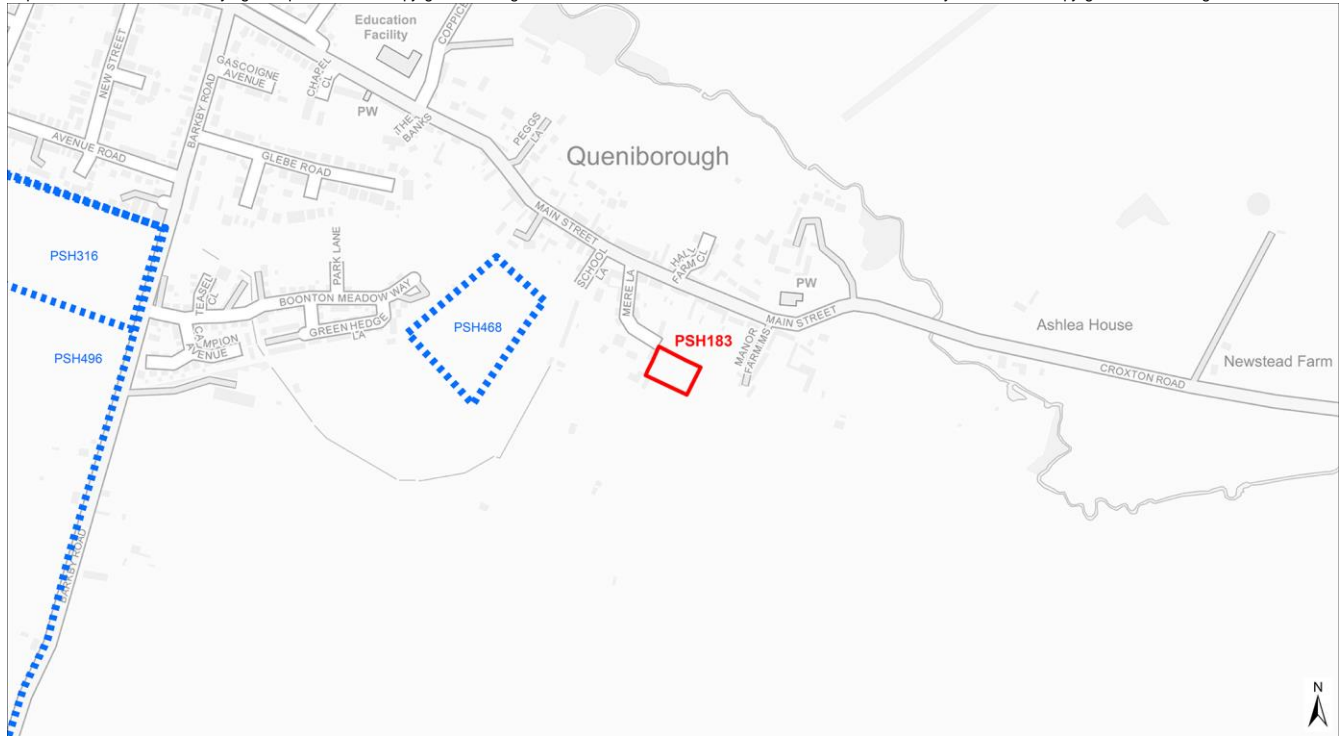 Education
Facility
COPPICE
NEW STREET
GASCOIGNE
AVENUE
CHAPEL
CL
PW
THE
BANKS
PEGGS
LA
BARKBY ROAD
AVENUE ROAD
GLEBE ROAD
Queniborough
MAIN STREET
PSH316
PARK LANE
SCHOOL
LA
MERE LA
HALL
FARM CL
PW
TEASEL
CL
BOONTON MEADOW WAY
GREEN HEDGE
LA
PSH468
MAIN STREET
Ashlea House
PSH183
MANOR
FARM MS
PSH496
CROXTON ROAD
Newstead Farm
BARKBY ROAD
N